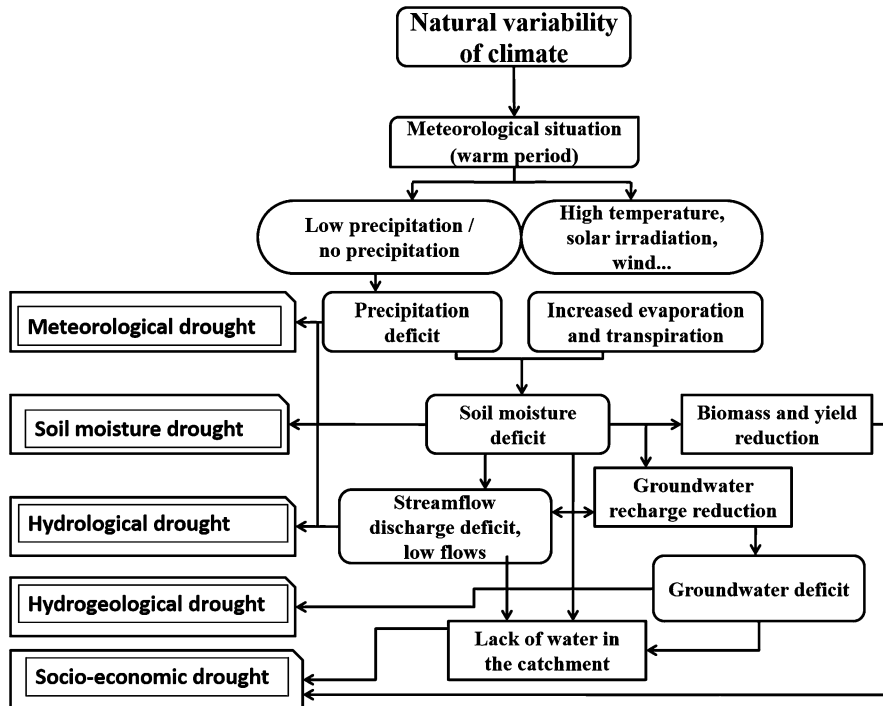 Natural variability
of climate
Meteorological situation
(warm period)
Low precipitation /
no precipitation
High temperature,
solar irradiation,
wind...
Meteorological drought
Precipitation
deficit
Increased evaporation
and transpiration
Soil moisture drought
Soil moisture
deficit
Biomass and yield
reduction
Hydrological drought
Streamflow
discharge deficit,
low flows
Groundwater
recharge reduction
Hydrogeological drought
Groundwater deficit
Lack of water in
the catchment
Socio-economic drought